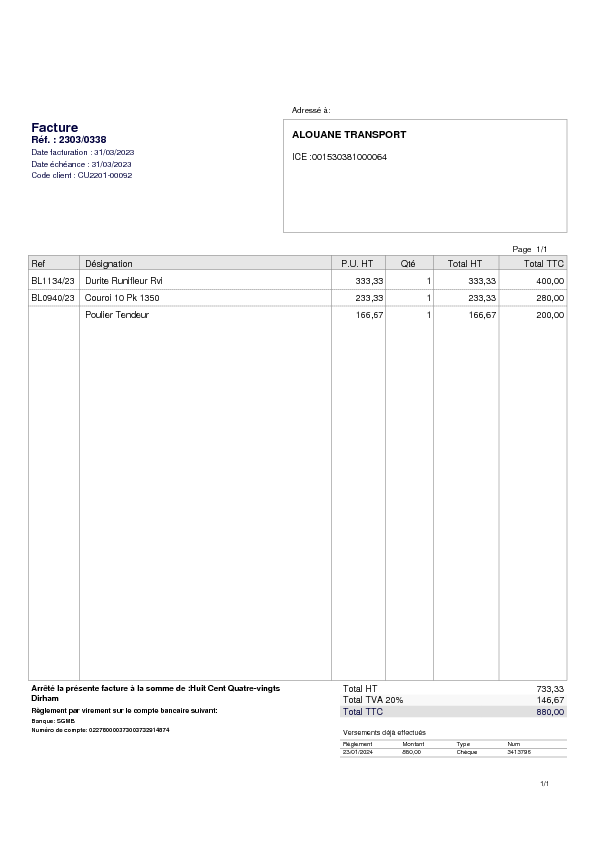 Adressé à:
Facture
Réf. : 2303/0338
Date facturation : 31/03/2023
Date échéance : 31/03/2023
Code client : CU2201-00092
ALOUANE TRANSPORT
ICE :001530381000064
Page 1/1
Ref Désignation P.U. HT Qté Total HT Total TTC
BL1134/23 Durite Runifleur Rvi 333,33 1 333,33 400,00
BL0940/23 Couroi 10 Pk 1350 233,33 1 233,33 280,00
Poulier Tendeur 166,67 1 166,67 200,00
Arrêté la présente facture à la somme de :Huit Cent Quatre-vingts
Dirham
Règlement par virement sur le compte bancaire suivant:
Banque: SGMB
Numéro de compte:
Total HT 733,33
Total TVA 20% 146,67
Total TTC 880,00
Versements déjà effectués
Règlement Montant Type Num
23/01/2024 880,00 Chèque 3413798
1/1